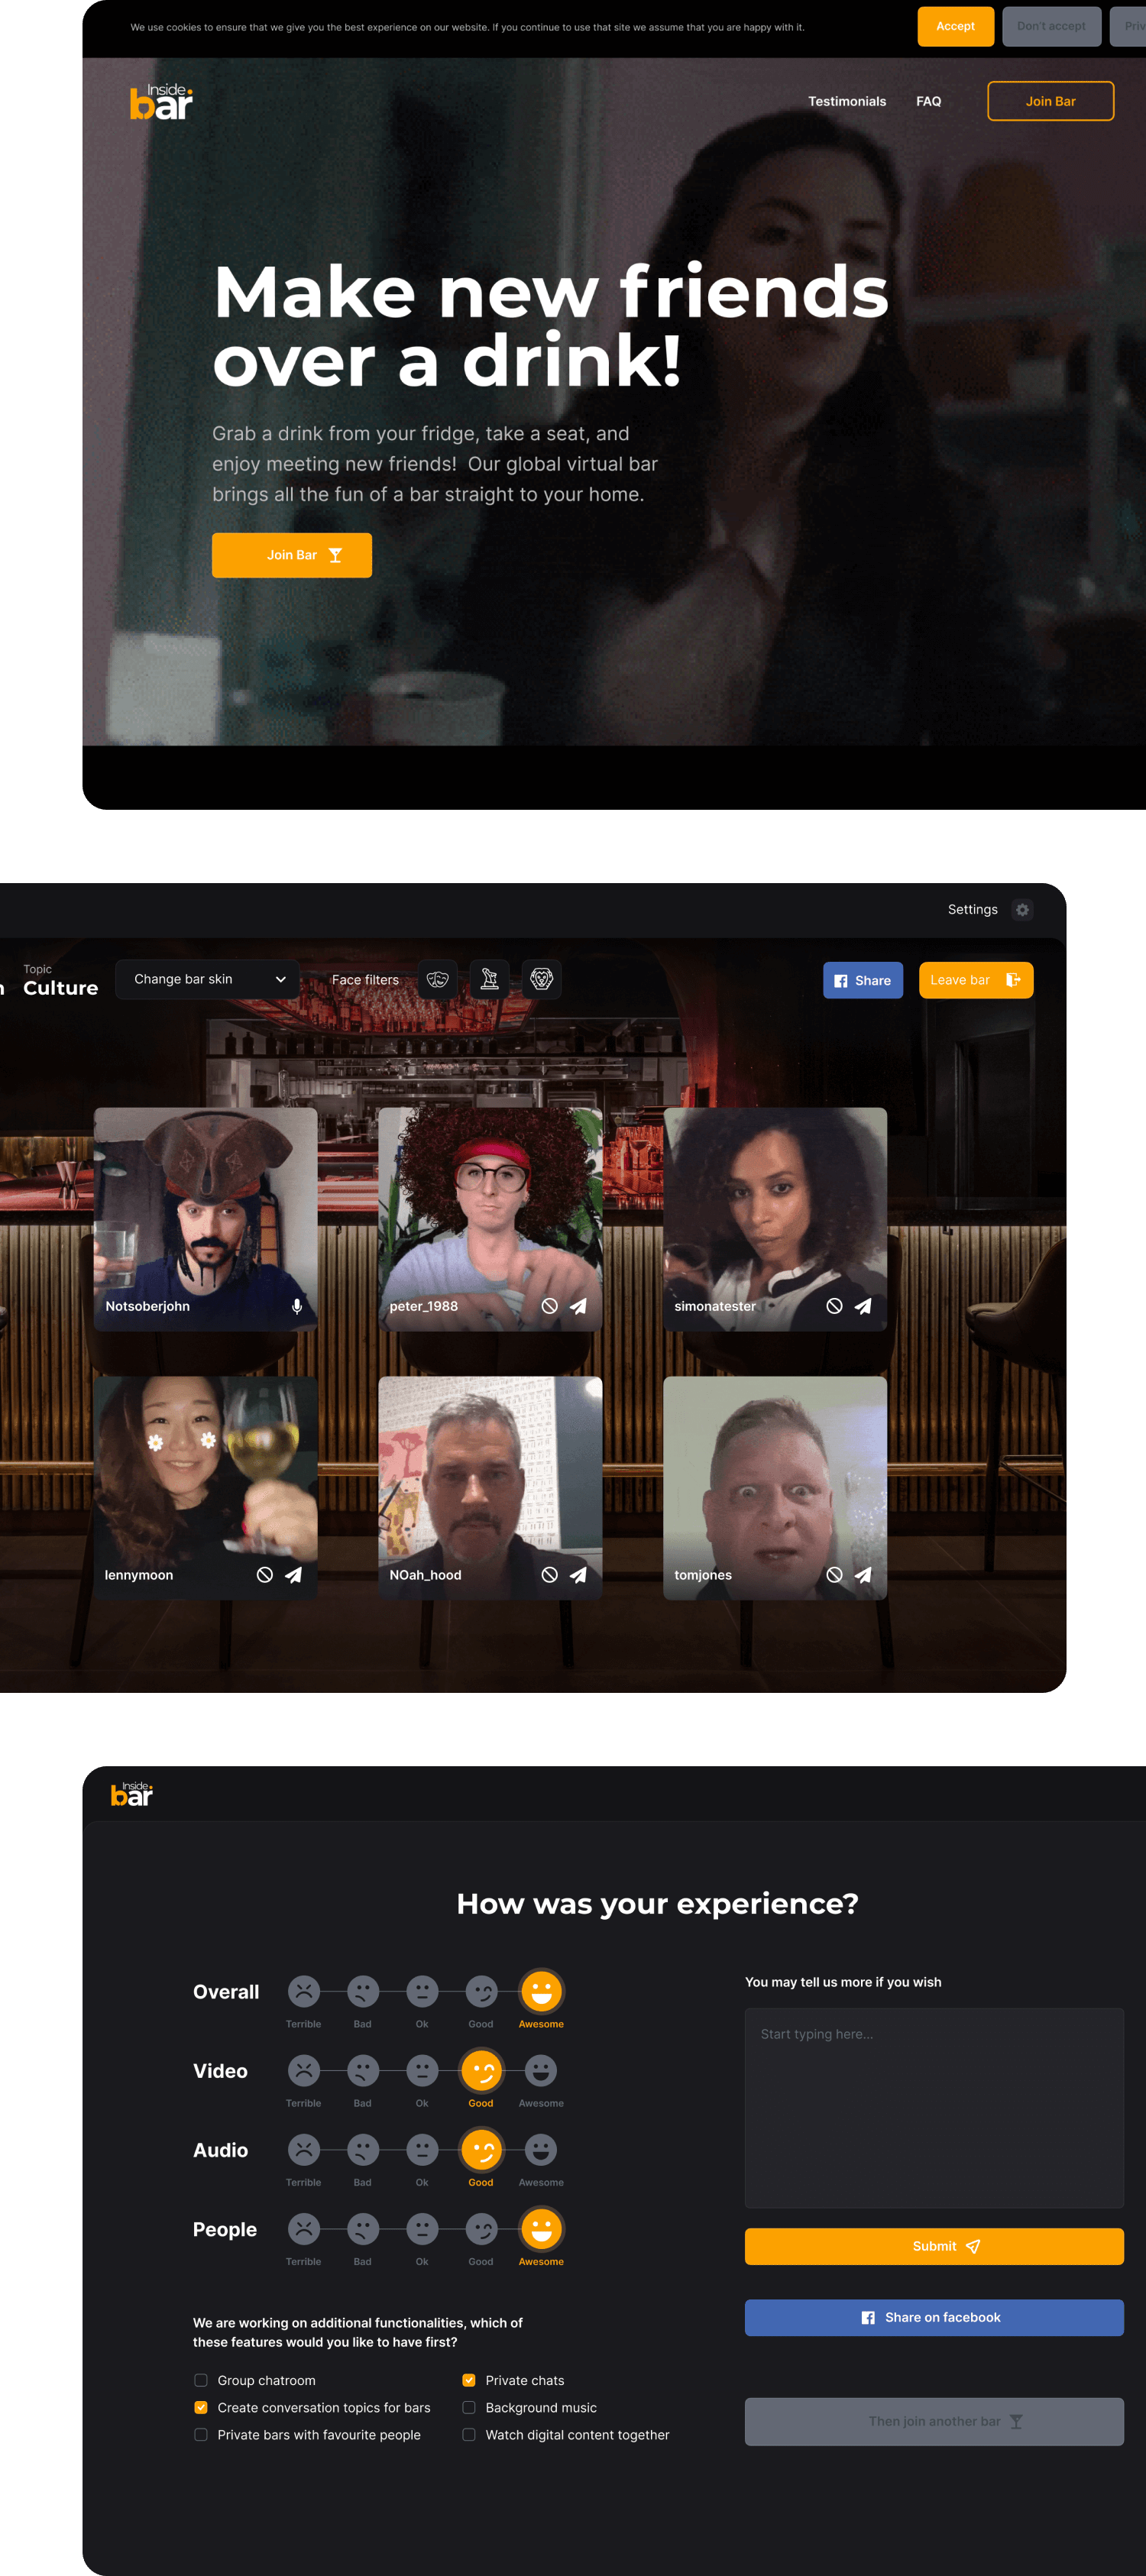 We use cookies to ensure that we give you the best experience on our website. If you continue to use that site we assume that you are happy with it.
Accept
Don't accept
Inside
bar
Testimonials
FAQ
Join Bar
Make new friends
over a drink!
Grab a drink from your fridge, take a seat, and
enjoy meeting new friends!  Our global virtual bar
brings all the fun of a bar straight to your home.
Join Bar
Settings
Topic
Culture
Change bar skin
Face filters
Share
Leave bar
Notsoberjohn
peter_1988
simonatester
lennymoon
NOah_hood
tomjones
Inside
bar
How was your experience?
Overall
Terrible
Bad
Ok
Good
Awesome
Video
Terrible
Bad
Ok
Good
Awesome
Audio
Terrible
Bad
Ok
Good
Awesome
People
Terrible
Bad
Ok
Good
Awesome
We are working on additional functionalities, which of
these features would you like to have first?
Group chatroom
Private chats
Create conversation topics for bars
Background music
Private bars with favourite people
Watch digital content together
You may tell us more if you wish
Start typing here...
Submit
Share on facebook
Then join another bar